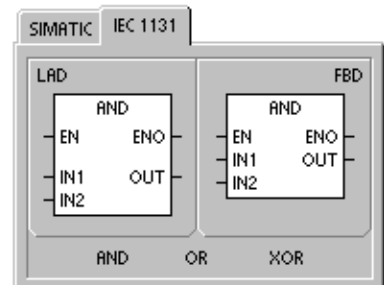 SIMATIC IEC 1131
LAD FBD
AND AND
EN ENO EN ENO
IN1 OUT IN1 OUT
IN2 IN2
AND OR XOR